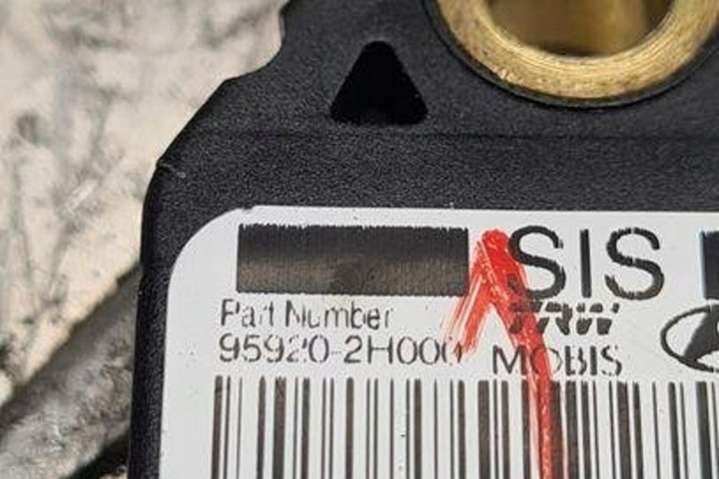 SIS
Part Number
TRW
95920-2H000
MOBIS